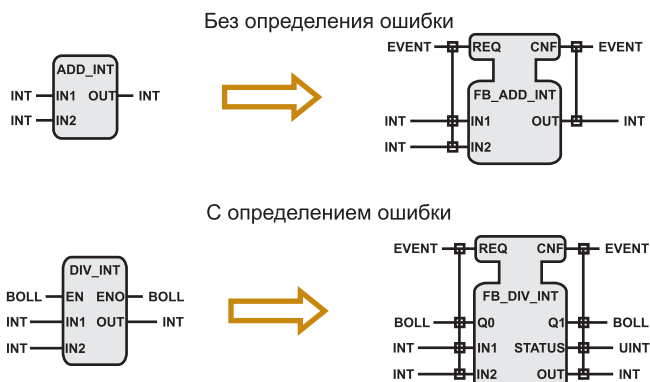 Без определения ошибки
ADD_INT
INT IN1 OUT INT
INT IN2
EVENT REQ CNF EVENT
FB_ADD_INT
INT IN1 OUT INT
INT IN2
С определением ошибки
DIV_INT
BOLL EN ENO BOLL
INT IN1 OUT INT
INT IN2
EVENT REQ CNF EVENT
FB_DIV_INT
BOLL Q0 Q1 BOLL
INT IN1 STATUS UINT
INT IN2 OUT INT